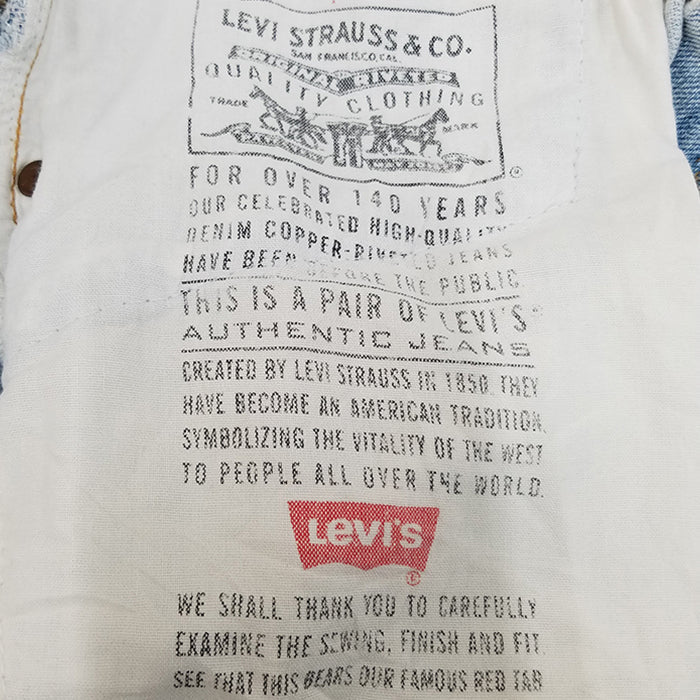 LEVI STRAUSS & CO.
SAN FRANCISCO, CAL.
ORIGINAL RIVETED
QUALITY CLOTHING
TRADE MARK
®
FOR OVER 140 YEARS
OUR CELEBRATED HIGH-QUALITY
DENIM COPPER-RIVETED JEANS
HAVE BEEN BEFORE THE PUBLIC
THIS IS A PAIR OF LEVI'S®
AUTHENTIC JEANS
CREATED BY LEVI STRAUSS IN 1850. THEY
HAVE BECOME AN AMERICAN TRADITION,
SYMBOLIZING THE VITALITY OF THE WEST
TO PEOPLE ALL OVER THE WORLD.
Levi's
®
WE SHALL THANK YOU TO CAREFULLY
EXAMINE THE SEWING, FINISH AND FIT.
SEE THAT THIS BEARS OUR FAMOUS RED TAB